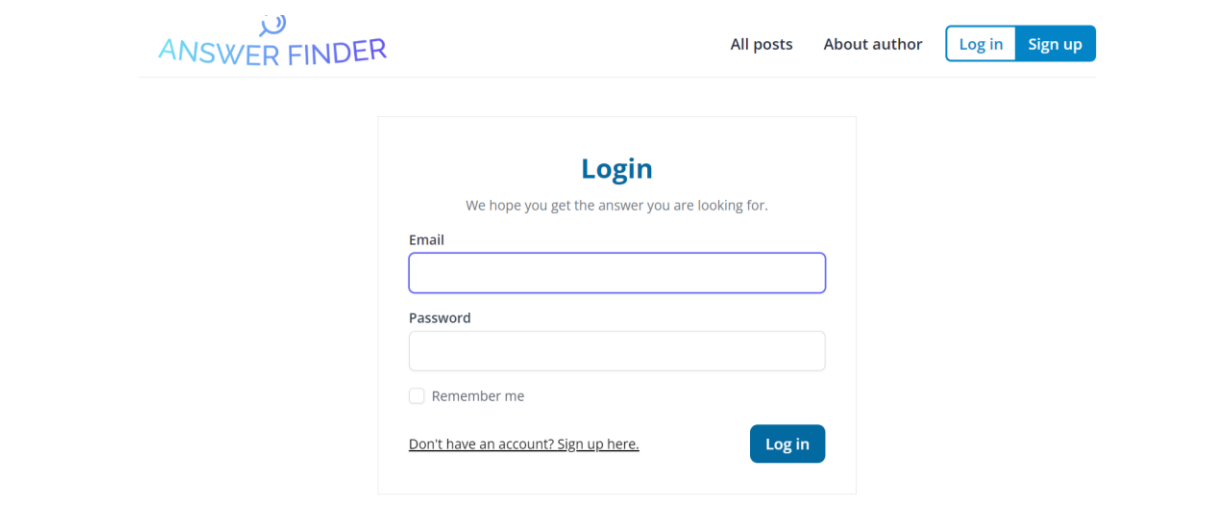 ANSWER FINDER
All posts About author Log in Sign up
Login
We hope you get the answer you are looking for.
Email
Password
Remember me
Don't have an account? Sign up here. Log in